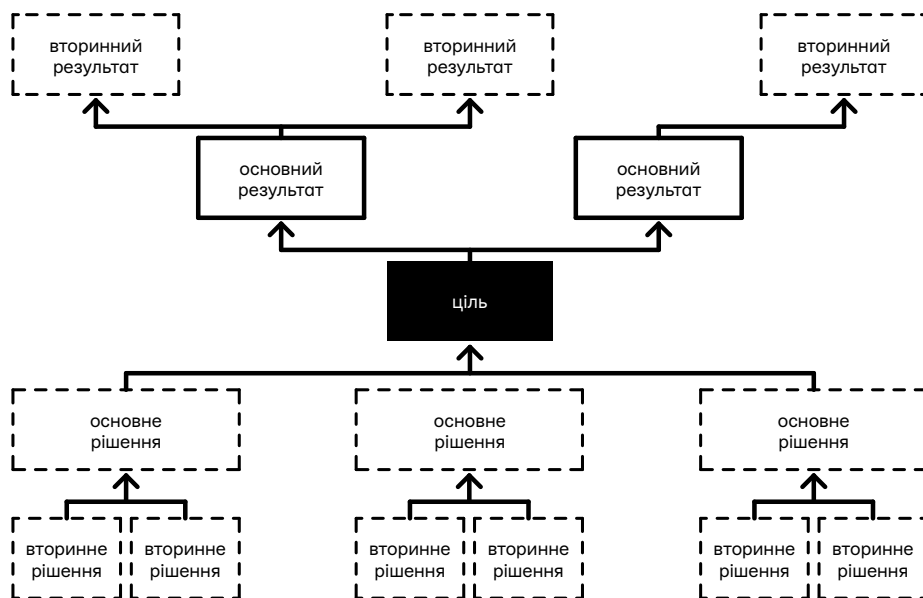 вторинний
результат
вторинний
результат
вторинний
результат
основний
результат
основний
результат
ціль
основне
рішення
основне
рішення
основне
рішення
вторинне
рішення
вторинне
рішення
вторинне
рішення
вторинне
рішення
вторинне
рішення
вторинне
рішення